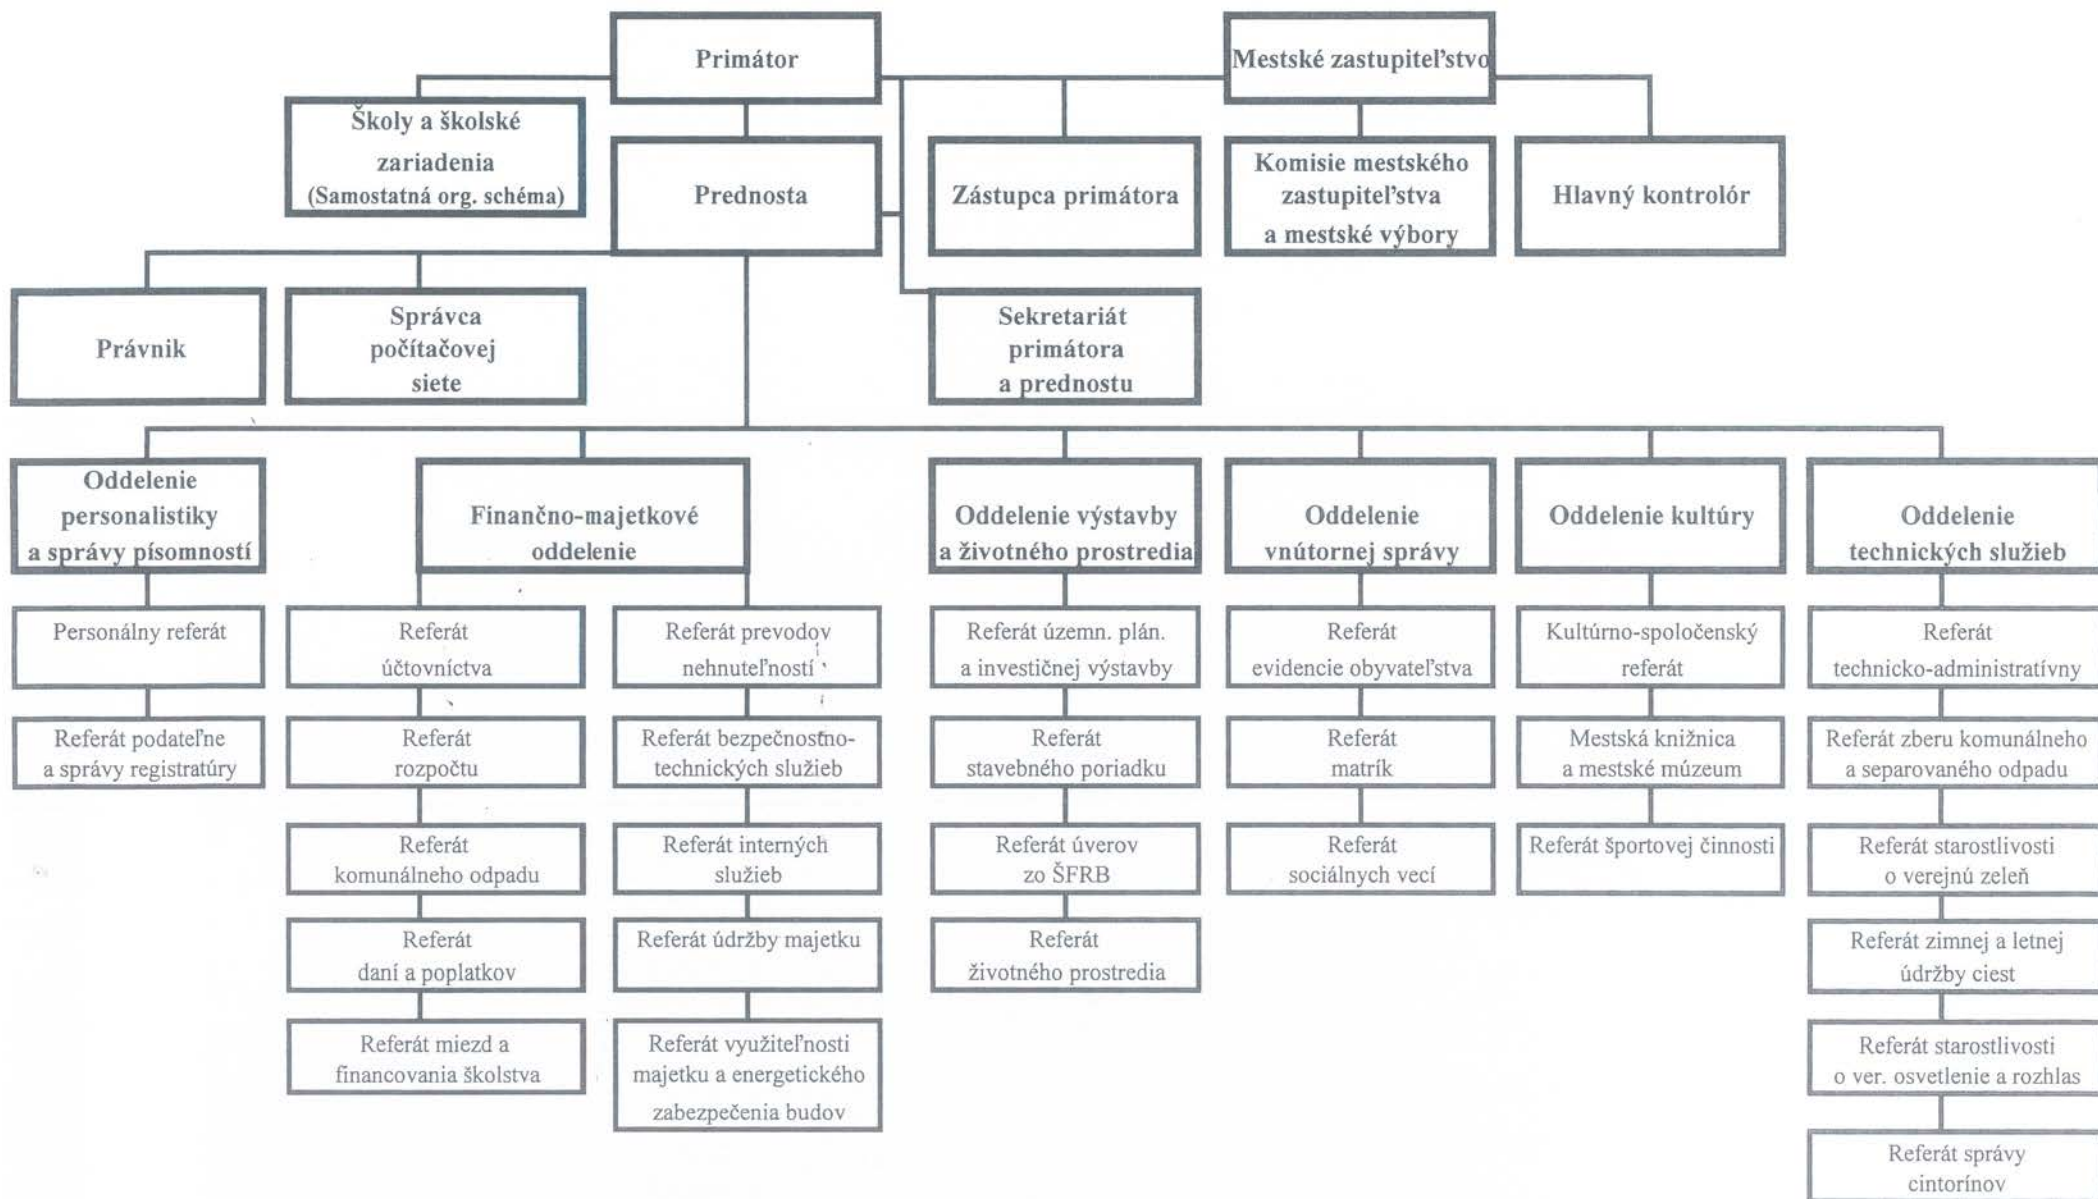 Primátor
Mestské zastupiteľstvo
Školy a školské
zariadenia
(Samostatná org. schéma)
Prednosta
Zástupca primátora
Komisie mestského
zastupiteľstva
a mestské výbory
Hlavný kontrolór
Právnik
Správca
počítačovej
siete
Sekretariát
primátora
a prednostu
Oddelenie
personalistiky
a správy písomností
Finančno-majetkové
oddelenie
Oddelenie výstavby
a životného prostredia
Oddelenie
vnútornej správy
Oddelenie kultúry
Oddelenie
technických služieb
Personálny referát
Referát
účtovníctva
Referát prevodov
nehnuteľností
Referát územn. plán.
a investičnej výstavby
Referát
evidencie obyvateľstva
Kultúrno-spoločenský
referát
Referát
technicko-administratívny
Referát podateľne
a správy registratúry
Referát
rozpočtu
Referát bezpečnostno-
technických služieb
Referát
stavebného poriadku
Referát
matrík
Mestská knižnica
a mestské múzeum
Referát zberu komunálneho
a separovaného odpadu
Referát
komunálneho odpadu
Referát interných
služieb
Referát úverov
zo ŠFRB
Referát
sociálnych vecí
Referát športovej činnosti
Referát starostlivosti
o verejnú zeleň
Referát
daní a poplatkov
Referát údržby majetku
Referát
životného prostredia
Referát zimnej a letnej
údržby ciest
Referát miezd a
financovania školstva
Referát využiteľnosti
majetku a energetického
zabezpečenia budov
Referát starostlivosti
o ver. osvetlenie a rozhlas
Referát správy
cintorínov